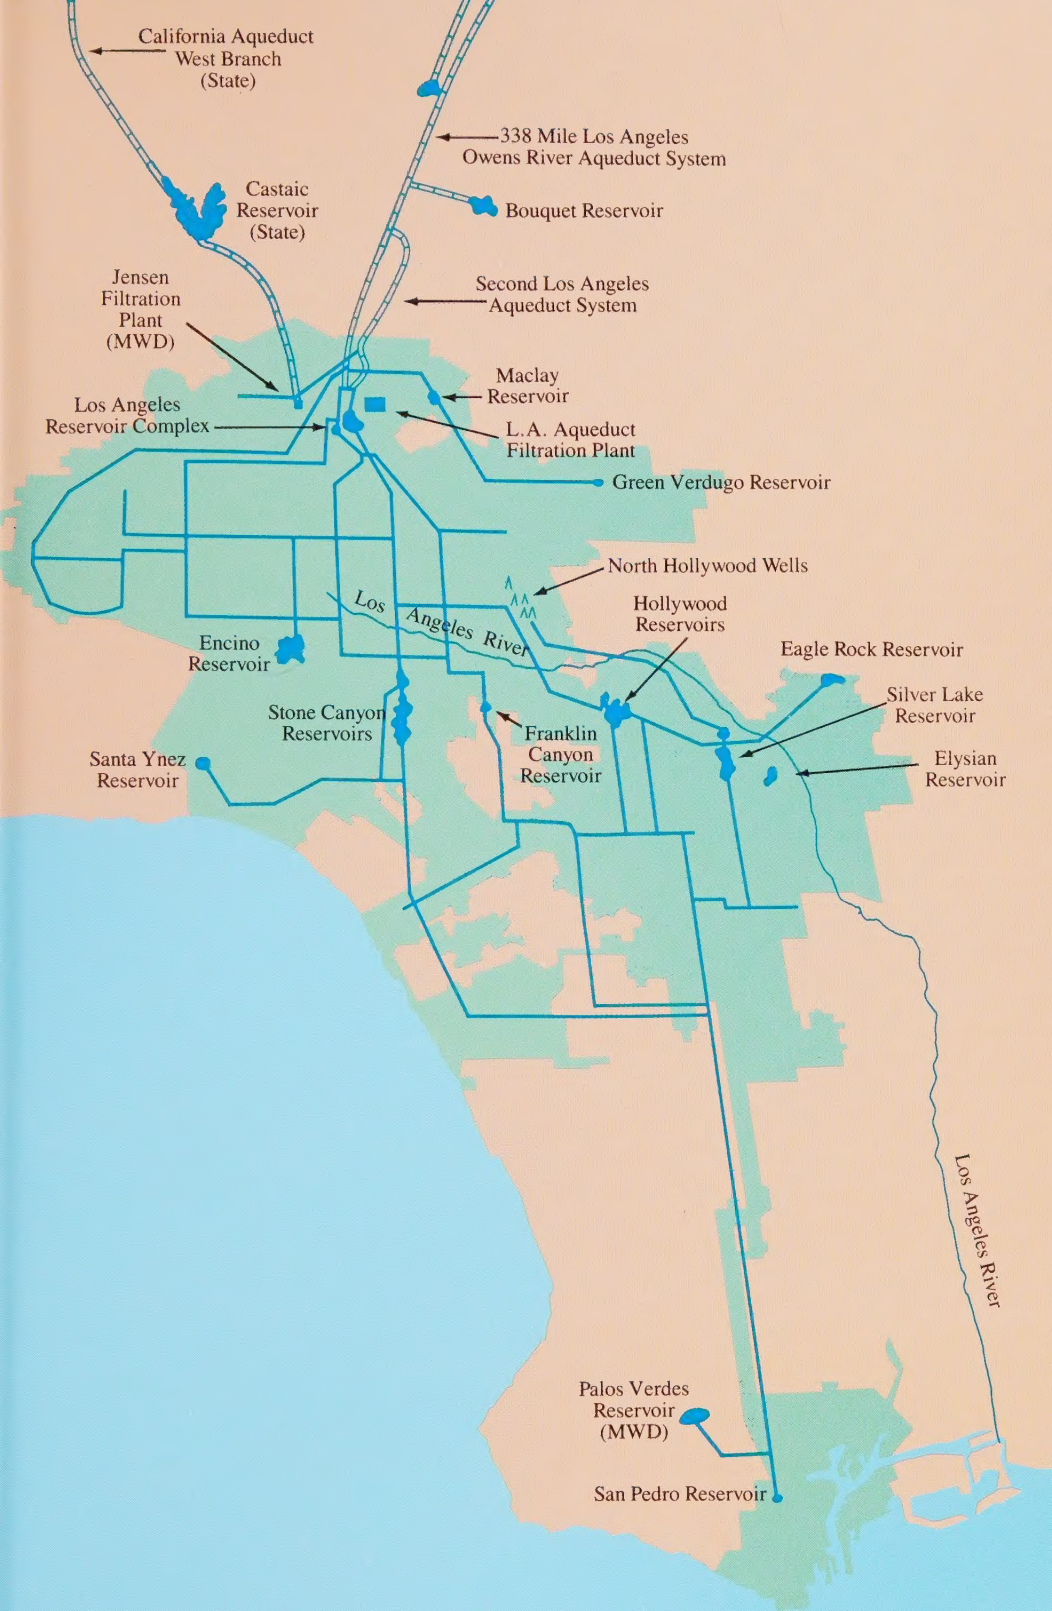 California Aqueduct
West Branch
(State)
338 Mile Los Angeles
Owens River Aqueduct System
Castaic
Reservoir
(State)
Bouquet Reservoir
Jensen
Filtration
Plant
(MWD)
Second Los Angeles
Aqueduct System
Maclay
Reservoir
Los Angeles
Reservoir Complex
L.A. Aqueduct
Filtration Plant
Green Verdugo Reservoir
North Hollywood Wells
Hollywood
Reservoirs
Los Angeles River
Encino
Reservoir
Eagle Rock Reservoir
Silver Lake
Reservoir
Stone Canyon
Reservoirs
Franklin
Canyon
Reservoir
Santa Ynez
Reservoir
Elysian
Reservoir
Los Angeles River
Palos Verdes
Reservoir
(MWD)
San Pedro Reservoir